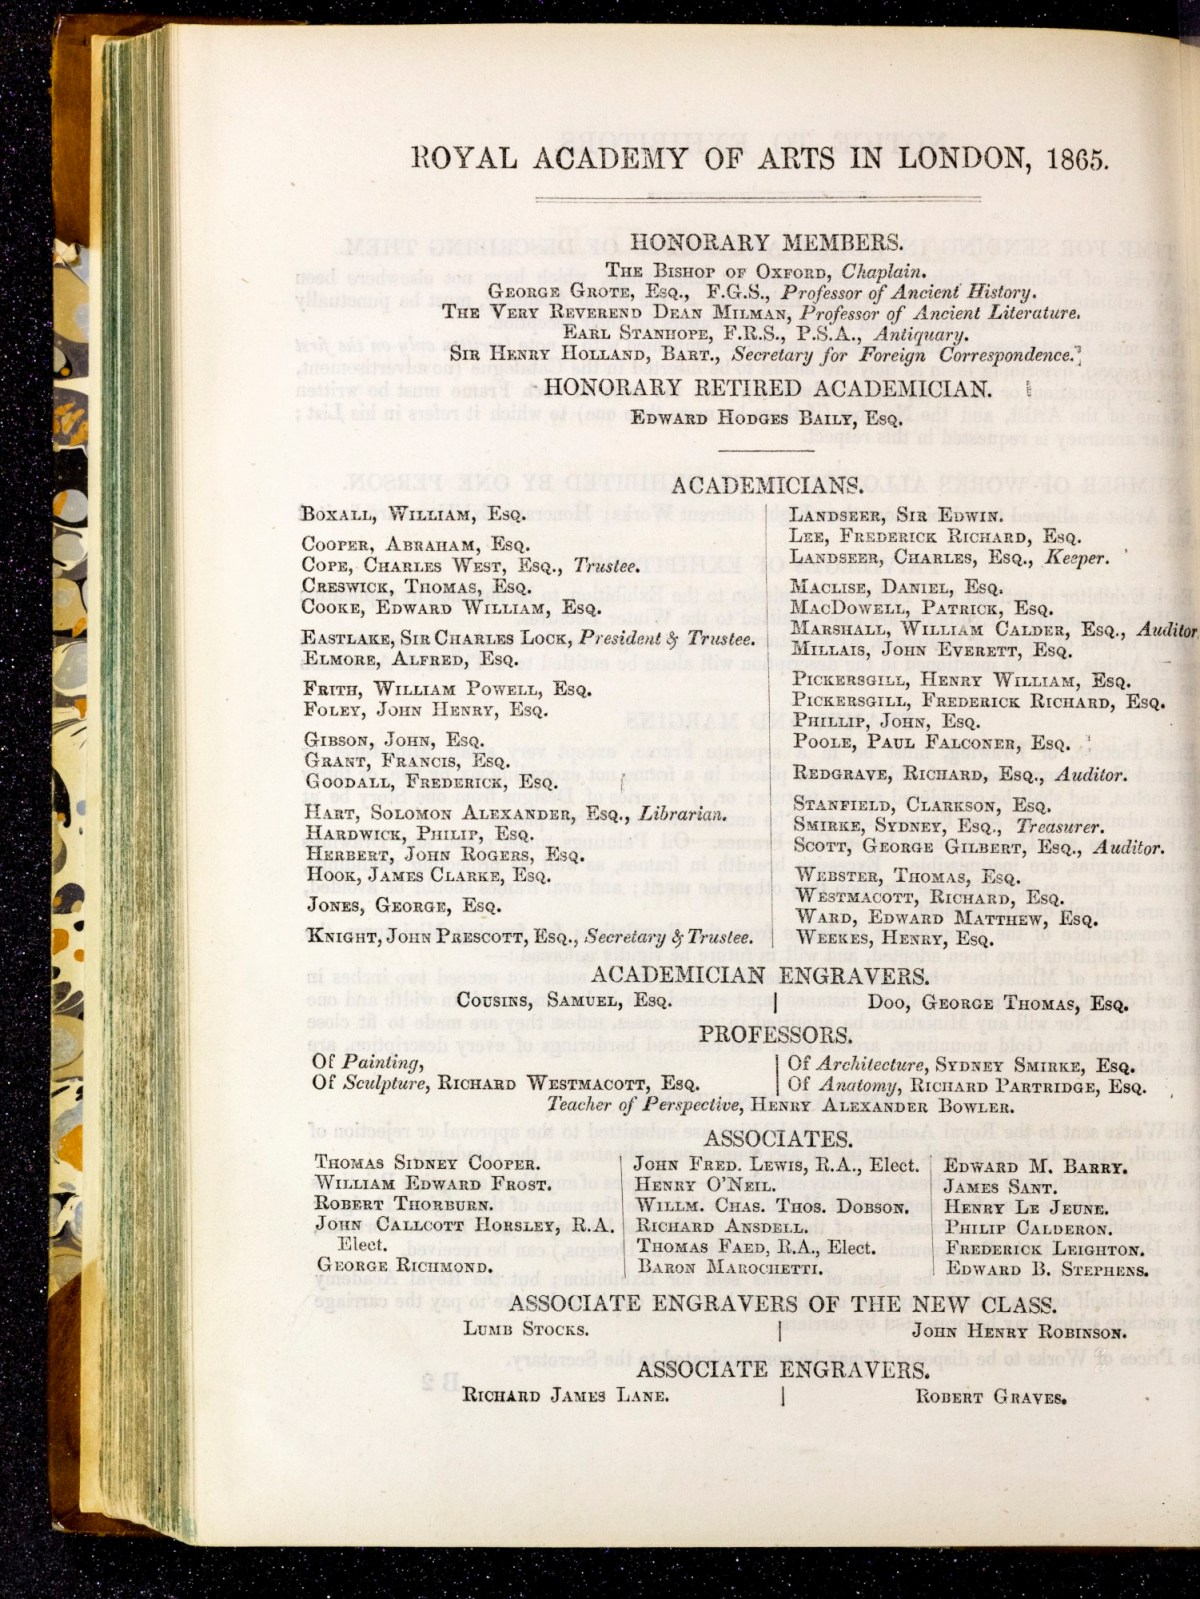 ROYAL ACADEMY OF ARTS IN LONDON, 1865.
HONORARY MEMBERS.
THE BISHOP OF OXFORD, Chaplain.
GEORGE GROTE, ESQ., F.G.S., Professor of Ancient History.
THE VERY REVEREND DEAN MILMAN, Professor of Ancient Literature.
EARL STANHOPE, F.R.S., P.S.A., Antiquary.
SIR HENRY HOLLAND, BART., Secretary for Foreign Correspondence.
HONORARY RETIRED ACADEMICIAN.
EDWARD HODGES BAILY, ESQ.
ACADEMICIANS.
BOXALL, WILLIAM, ESQ.
COOPER, ABRAHAM, ESQ.
COPE, CHARLES WEST, ESQ., Trustee.
CRESWICK, THOMAS, ESQ.
COOKE, EDWARD WILLIAM, ESQ.
EASTLAKE, SIR CHARLES LOCK, President & Trustee.
ELMORE, ALFRED, ESQ.
FRITH, WILLIAM POWELL, ESQ.
FOLEY, JOHN HENRY, ESQ.
GIBSON, JOHN, ESQ.
GRANT, FRANCIS, ESQ.
GOODALL, FREDERICK, ESQ.
HART, SOLOMON ALEXANDER, ESQ., Librarian.
HARDWICK, PHILIP, ESQ.
HERBERT, JOHN ROGERS, ESQ.
HOOK, JAMES CLARKE, ESQ.
JONES, GEORGE, ESQ.
KNIGHT, JOHN PRESCOTT, ESQ., Secretary & Trustee.
LANDSEER, SIR EDWIN.
LEE, FREDERICK RICHARD, ESQ.
LANDSEER, CHARLES, ESQ., Keeper.
MACLISE, DANIEL, ESQ.
MACDOWELL, PATRICK, ESQ.
MARSHALL, WILLIAM CALDER, ESQ., Auditor
MILLAIS, JOHN EVERETT, ESQ.
PICKERSGILL, HENRY WILLIAM, ESQ.
PICKERSGILL, FREDERICK RICHARD, ESQ.
PHILLIP, JOHN, ESQ.
POOLE, PAUL FALCONER, ESQ.
REDGRAVE, RICHARD, ESQ., Auditor.
STANFIELD, CLARKSON, ESQ.
SMIRKE, SYDNEY, ESQ., Treasurer.
SCOTT, GEORGE GILBERT, ESQ., Auditor.
WEBSTER, THOMAS, ESQ.
WESTMACOTT, RICHARD, ESQ.
WARD, EDWARD MATTHEW, ESQ.
WEEKES, HENRY, ESQ.
ACADEMICIAN ENGRAVERS.
COUSINS, SAMUEL, ESQ. | DOO, GEORGE THOMAS, ESQ.
PROFESSORS.
Of Painting,
Of Sculpture, RICHARD WESTMACOTT, ESQ.
Of Architecture, SYDNEY SMIRKE, ESQ.
Of Anatomy, RICHARD PARTRIDGE, ESQ.
Teacher of Perspective, HENRY ALEXANDER BOWLER.
ASSOCIATES.
THOMAS SIDNEY COOPER.
WILLIAM EDWARD FROST.
ROBERT THORBURN.
JOHN CALLCOTT HORSLEY, R.A.
Elect.
GEORGE RICHMOND.
JOHN FRED. LEWIS, R.A., Elect.
HENRY O'NEIL.
WILLM. CHAS. THOS. DOBSON.
RICHARD ANSDELL.
THOMAS FAED, R.A., Elect.
BARON MAROCHETTI.
EDWARD M. BARRY.
JAMES SANT.
HENRY LE JEUNE.
PHILIP CALDERON.
FREDERICK LEIGHTON.
EDWARD B. STEPHENS.
ASSOCIATE ENGRAVERS OF THE NEW CLASS.
LUMB STOCKS. | JOHN HENRY ROBINSON.
ASSOCIATE ENGRAVERS.
RICHARD JAMES LANE. | ROBERT GRAVES.